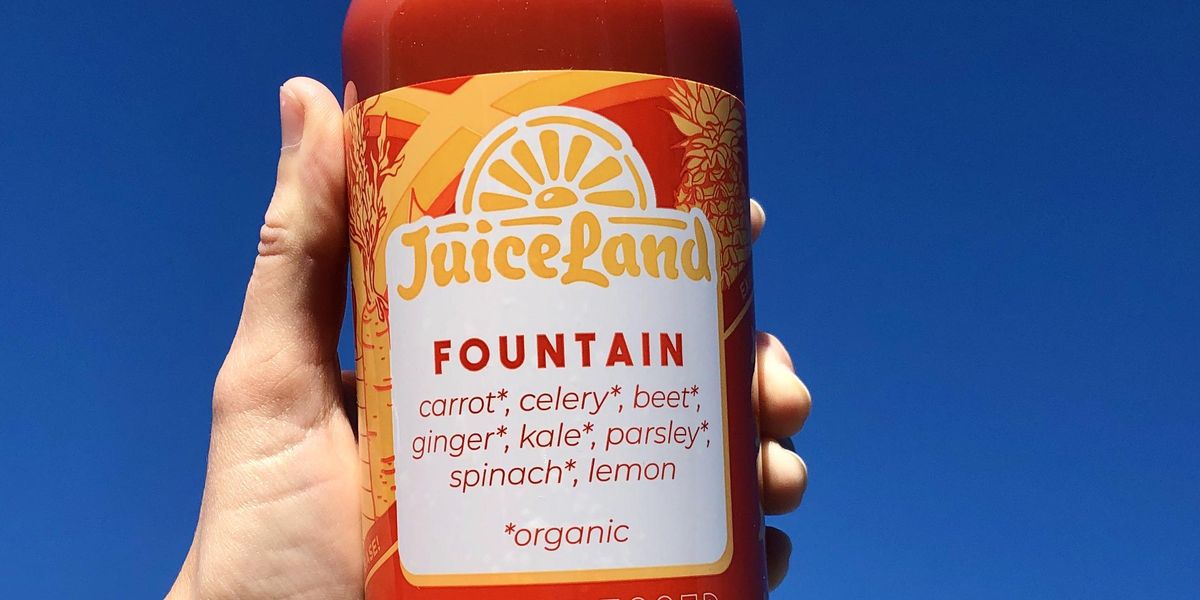 JuiceLand
FOUNTAIN
carrot*, celery*, beet*,
ginger*, kale*, parsley*,
spinach*, lemon
*organic